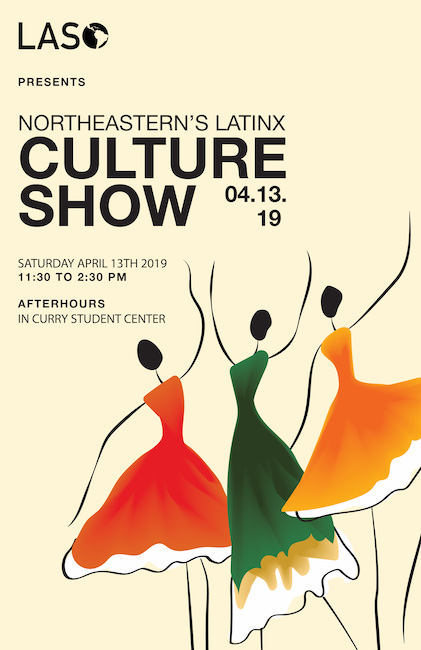 LASO
PRESENTS
NORTHEASTERN'S LATINX
CULTURE
SHOW
04.13.
19
SATURDAY APRIL 13TH 2019
11:30 TO 2:30 PM
AFTERHOURS
IN CURRY STUDENT CENTER